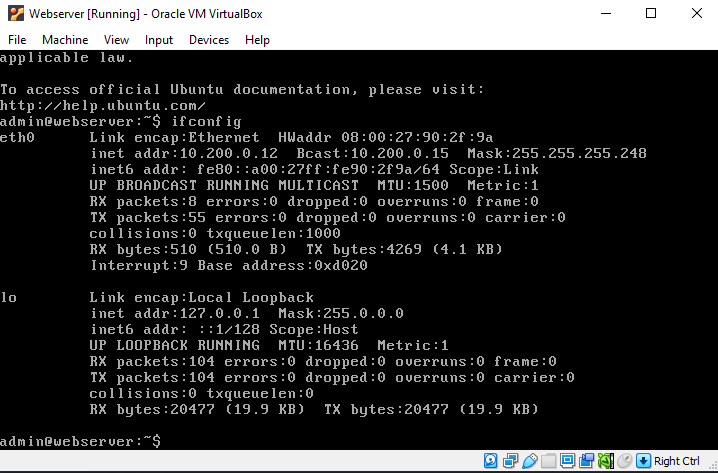 Webserver [Running] - Oracle VM VirtualBox
File Machine View Input Devices Help
applicable law.
To access official Ubuntu documentation, please visit:
http://help.ubuntu.com/
admin@webserver:~$ ifconfig
eth0 Link encap:Ethernet HWaddr 08:00:27:90:2f:9a
inet addr:10.200.0.12 Bcast:10.200.0.15 Mask:255.255.255.248
inet6 addr: fe80::a00:27ff:fe90:2f9a/64 Scope:Link
UP BROADCAST RUNNING MULTICAST MTU:1500 Metric:1
RX packets:8 errors:0 dropped:0 overruns:0 frame:0
TX packets:55 errors:0 dropped:0 overruns:0 carrier:0
collisions:0 txqueuelen:1000
RX bytes:510 (510.0 B) TX bytes:4269 (4.1 KB)
Interrupt:9 Base address:0xd020
lo Link encap:Local Loopback
inet addr:127.0.0.1 Mask:255.0.0.0
inet6 addr: ::1/128 Scope:Host
UP LOOPBACK RUNNING MTU:16436 Metric:1
RX packets:104 errors:0 dropped:0 overruns:0 frame:0
TX packets:104 errors:0 dropped:0 overruns:0 carrier:0
collisions:0 txqueuelen:0
RX bytes:20477 (19.9 KB) TX bytes:20477 (19.9 KB)
admin@webserver:~$
Right Ctrl